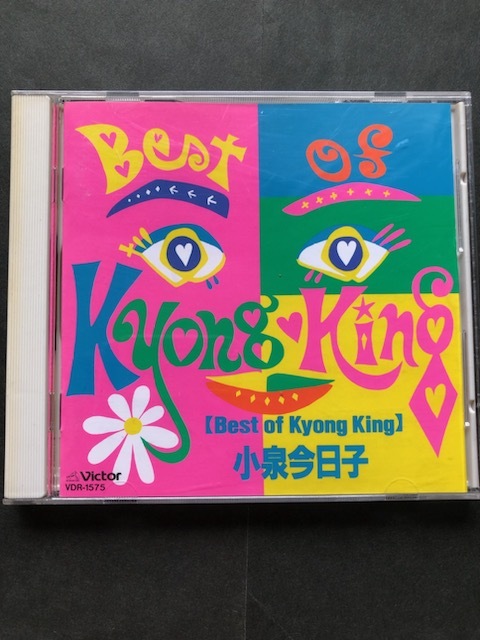 Best Of
Kyong King
【Best of Kyong King】
小泉今日子
Victor
VDR-1575